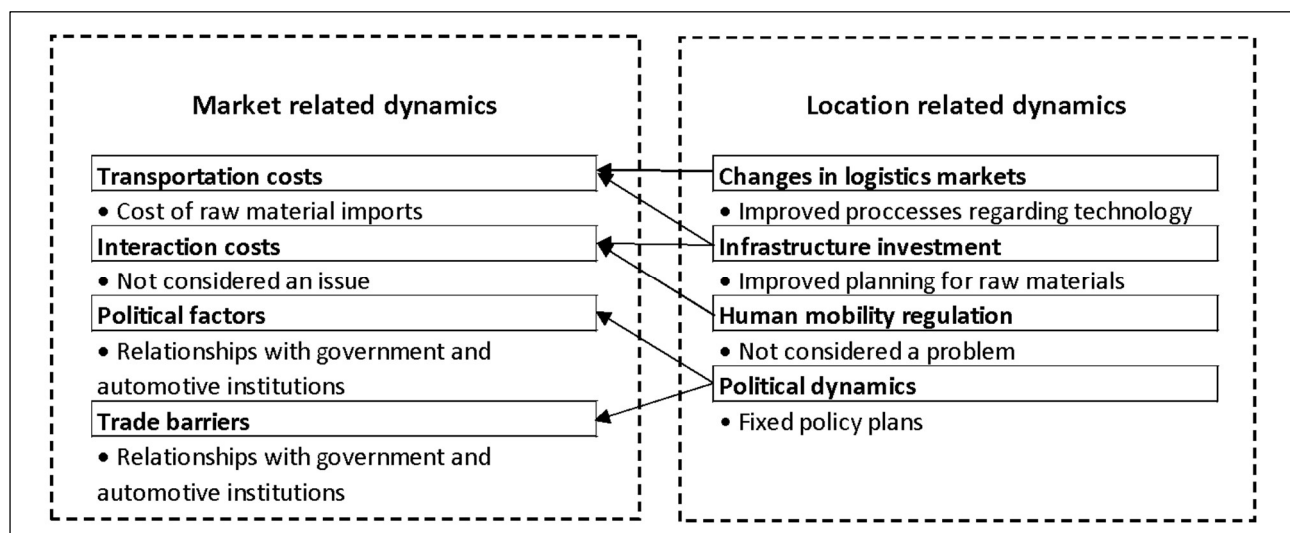 Market related dynamics
Transportation costs
• Cost of raw material imports
Interaction costs
• Not considered an issue
Political factors
• Relationships with government and
automotive institutions
Trade barriers
• Relationships with government and
automotive institutions
Location related dynamics
Changes in logistics markets
• Improved proccesses regarding technology
Infrastructure investment
• Improved planning for raw materials
Human mobility regulation
• Not considered a problem
Political dynamics
• Fixed policy plans